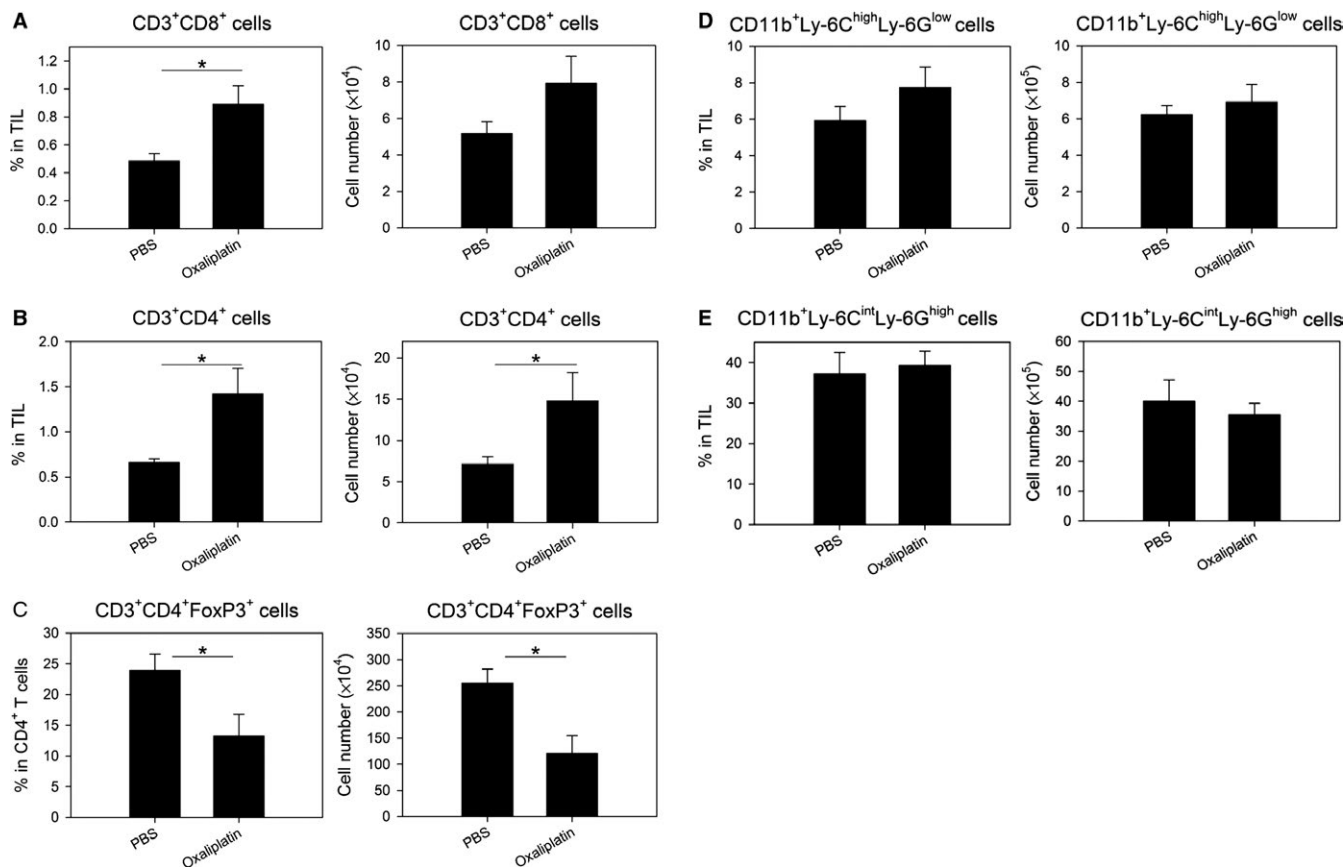 A
CD3⁺CD8⁺ cells
% in TIL
1.2
1.0
0.8
0.6
0.4
0.2
0.0
*
PBS
Oxaliplatin
CD3⁺CD8⁺ cells
Cell number (×10⁴)
10
8
6
4
2
0
PBS
Oxaliplatin
B
CD3⁺CD4⁺ cells
% in TIL
2.0
1.5
1.0
0.5
0.0
*
PBS
Oxaliplatin
CD3⁺CD4⁺ cells
Cell number (×10⁴)
20
15
10
5
0
*
PBS
Oxaliplatin
C
CD3⁺CD4⁺FoxP3⁺ cells
% in CD4⁺ T cells
30
25
20
15
10
5
0
*
PBS
Oxaliplatin
CD3⁺CD4⁺FoxP3⁺ cells
Cell number (×10⁴)
350
300
250
200
150
100
50
0
*
PBS
Oxaliplatin
D
CD11b⁺Ly-6CʰⁱᵍʰLy-6Gˡᵒʷ cells
% in TIL
10
8
6
4
2
0
PBS
Oxaliplatin
CD11b⁺Ly-6CʰⁱᵍʰLy-6Gˡᵒʷ cells
Cell number (×10⁵)
10
8
6
4
2
0
PBS
Oxaliplatin
E
CD11b⁺Ly-6CⁱⁿᵗLy-6Gʰⁱᵍʰ cells
% in TIL
40
30
20
10
0
PBS
Oxaliplatin
CD11b⁺Ly-6CⁱⁿᵗLy-6Gʰⁱᵍʰ cells
Cell number (×10⁵)
60
50
40
30
20
10
0
PBS
Oxaliplatin